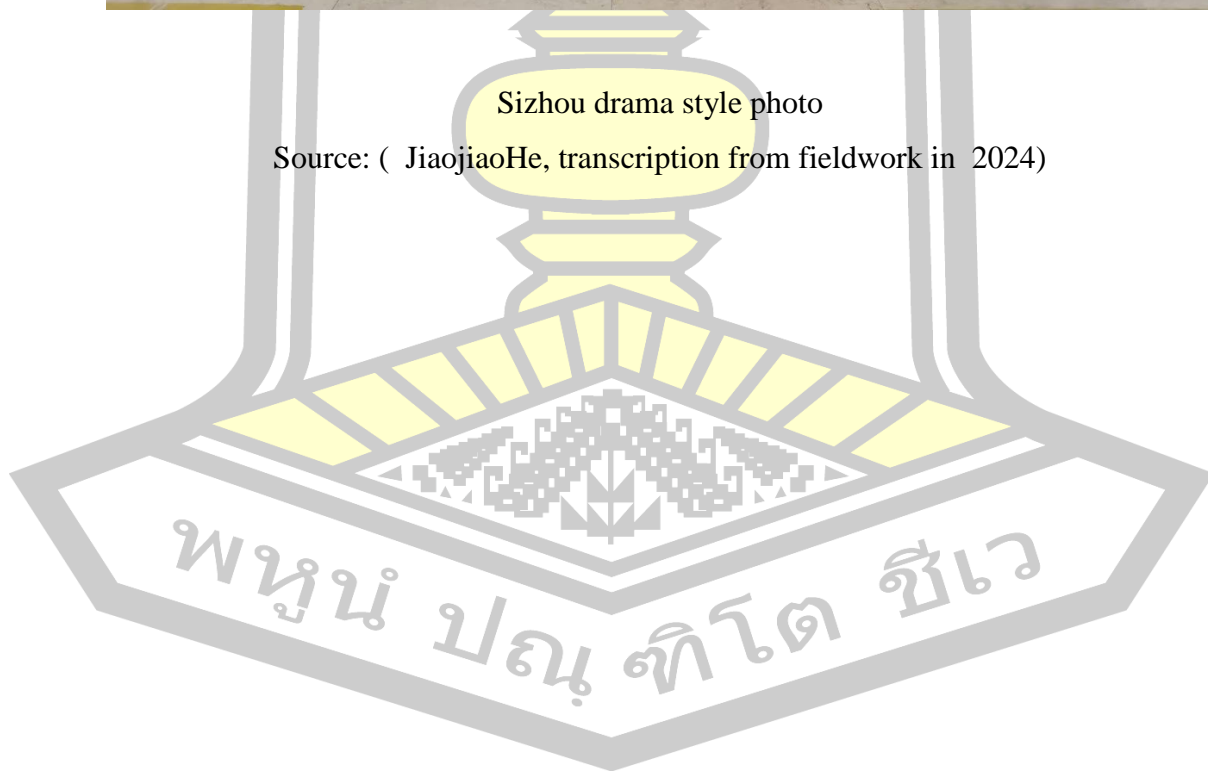 Sizhou drama style photo
Source: (  JiaojiaoHe, transcription from fieldwork in  2024)
พหูนํ ปณฺฑิโต ชีเว